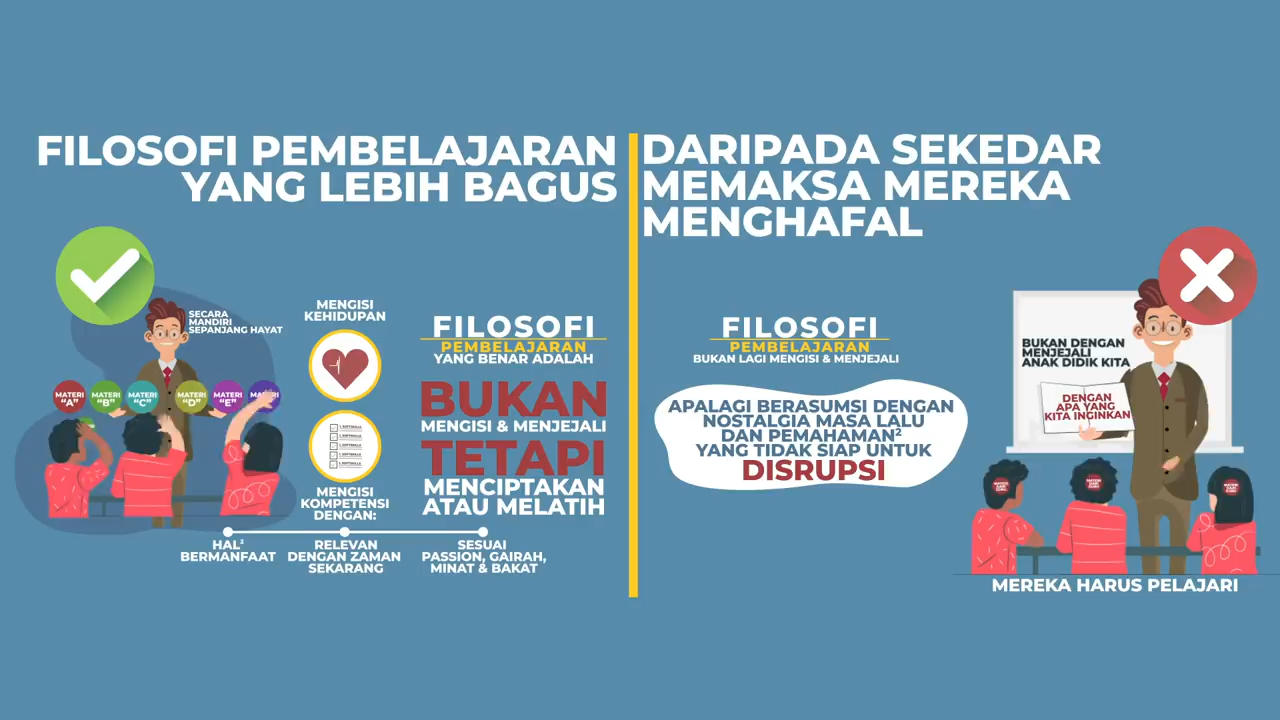 FILOSOFI PEMBELAJARAN
YANG LEBIH BAGUS
SECARA
MANDIRI
SEPANJANG HAYAT
MATERI
"A"
MATERI
"B"
MATERI
"C"
MATERI
"D"
MATERI
"E"
MATERI
MENGISI
KEHIDUPAN
MENGISI
KOMPETENSI
DENGAN:
HAL²
BERMANFAAT
RELEVAN
DENGAN ZAMAN
SEKARANG
SESUAI
PASSION, GAIRAH,
MINAT & BAKAT
FILOSOFI
PEMBELAJARAN
YANG BENAR ADALAH
BUKAN
MENGISI & MENJEJALI
TETAPI
MENCIPTAKAN
ATAU MELATIH
DARIPADA SEKEDAR
MEMAKSA MEREKA
MENGHAFAL
FILOSOFI
PEMBELAJARAN
BUKAN LAGI MENGISI & MENJEJALI
APALAGI BERASUMSI DENGAN
NOSTALGIA MASA LALU
DAN PEMAHAMAN²
YANG TIDAK SIAP UNTUK
DISRUPSI
BUKAN DENGAN
MENJEJALI
ANAK DIDIK KITA
DENGAN
APA YANG
KITA INGINKAN
MEREKA HARUS PELAJARI